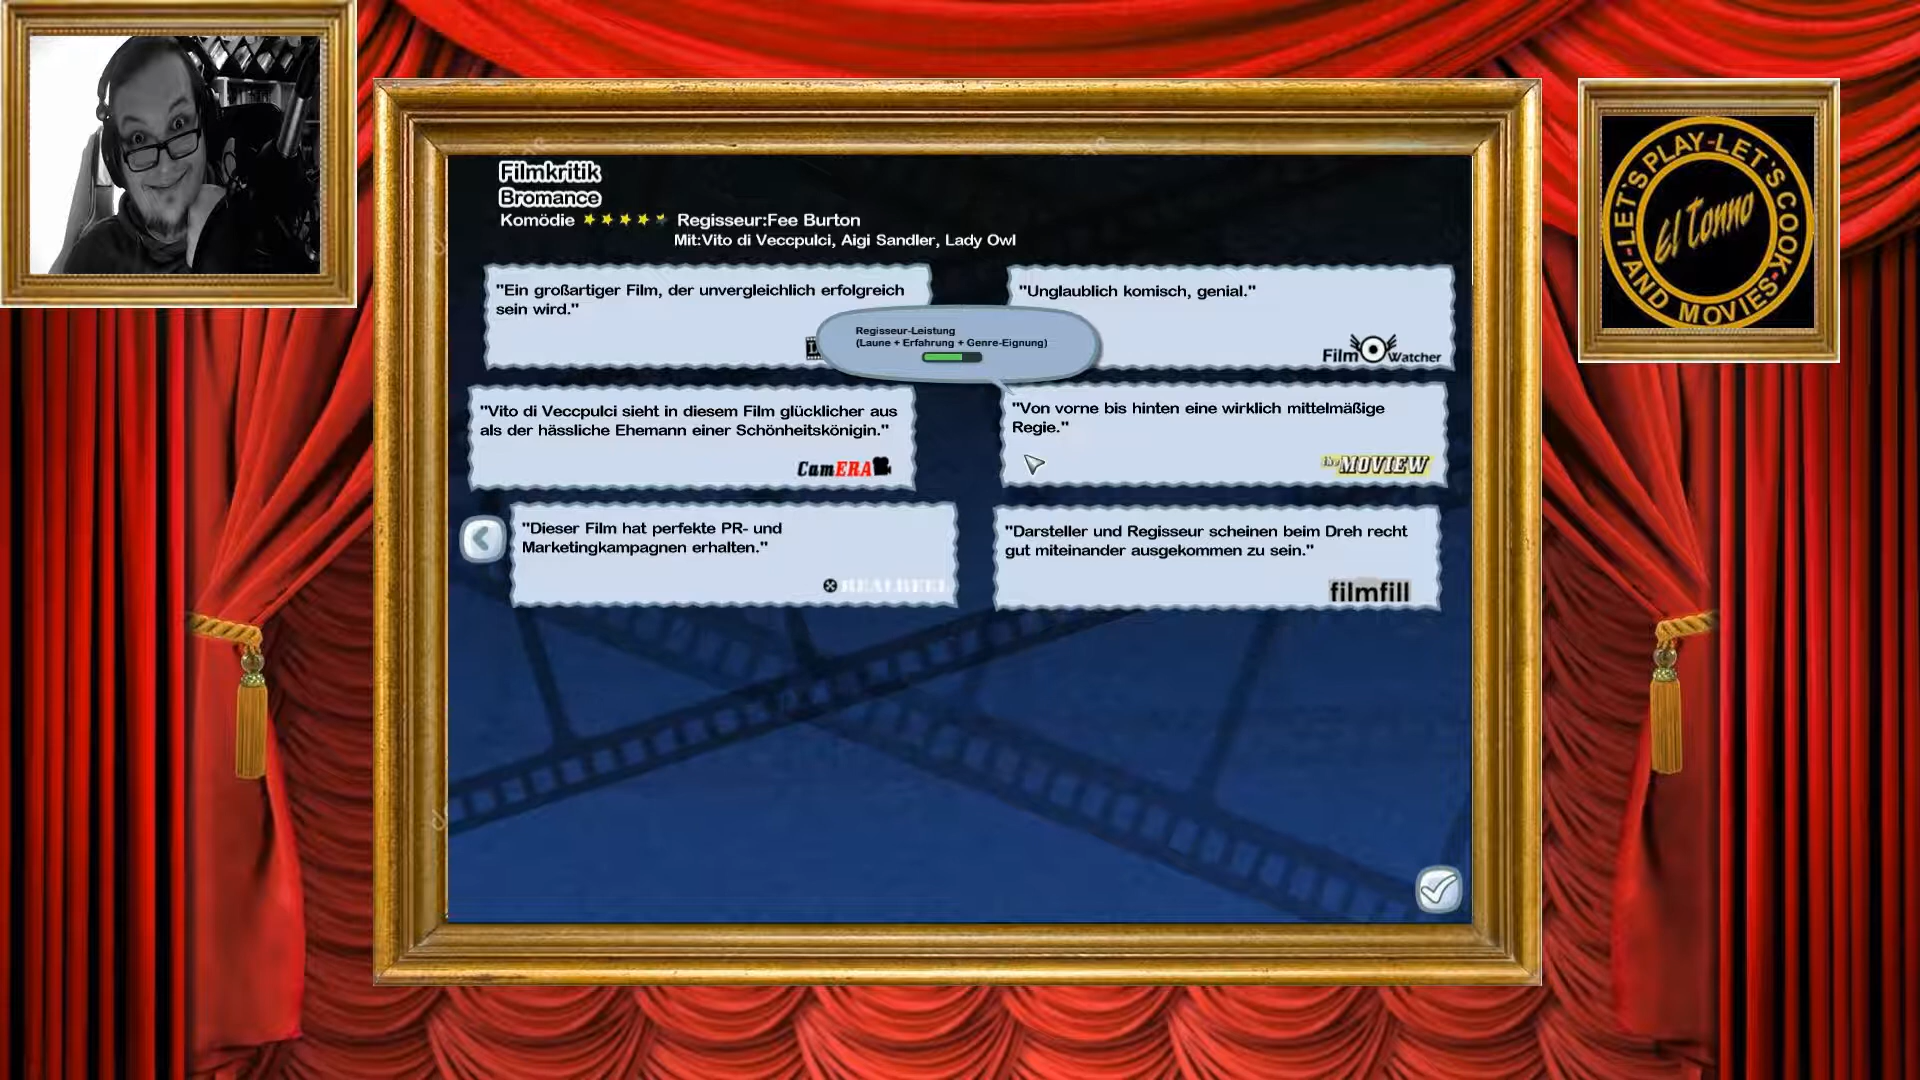 Filmkritik
Bromance
Komödie Regisseur:Fee Burton
Mit:Vito di Veccpulci, Aigi Sandler, Lady Owl
"Ein großartiger Film, der unvergleichlich erfolgreich
sein wird."
"Unglaublich komisch, genial."
Film Watcher
Regisseur-Leistung
(Laune + Erfahrung + Genre-Eignung)
"Vito di Veccpulci sieht in diesem Film glücklicher aus
als der hässliche Ehemann einer Schönheitskönigin."
CamERA
"Von vorne bis hinten eine wirklich mittelmäßige
Regie."
the MOVIEW
"Dieser Film hat perfekte PR- und
Marketingkampagnen erhalten."
REALREEL
"Darsteller und Regisseur scheinen beim Dreh recht
gut miteinander ausgekommen zu sein."
filmfill
LET'S PLAY-LET'S COOK-
AND MOVIES-
El Tonno